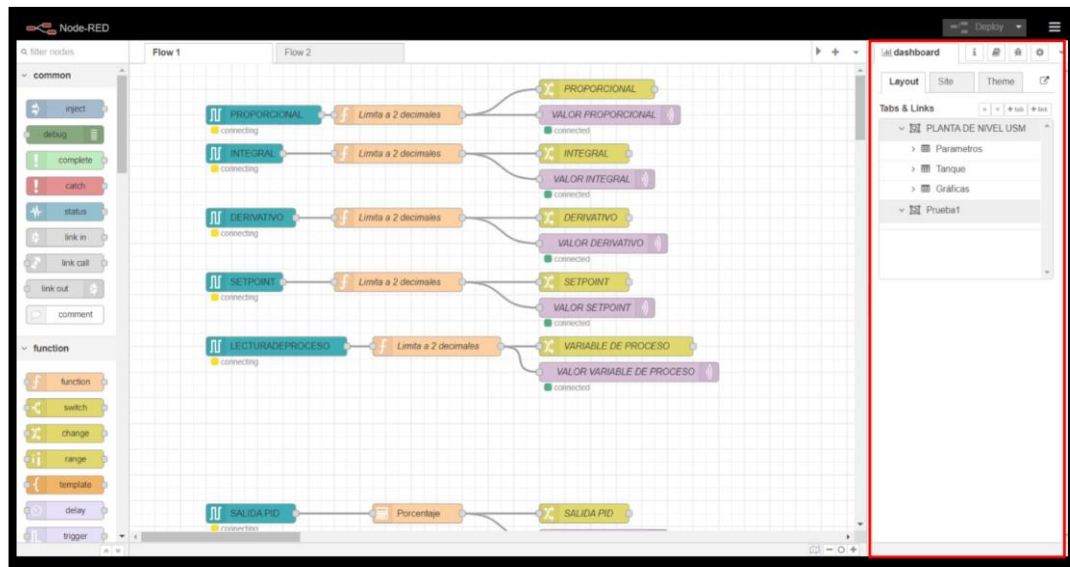 Node-RED
Deploy
filter nodes
Flow 1
Flow 2
dashboard
common
inject
debug
complete
catch
status
link in
link call
link out
comment
function
function
switch
change
range
template
delay
trigger
PROPORCIONAL
connecting
Limita a 2 decimales
PROPORCIONAL
VALOR PROPORCIONAL
connected
INTEGRAL
connecting
Limita a 2 decimales
INTEGRAL
VALOR INTEGRAL
connected
DERIVATIVO
connecting
Limita a 2 decimales
DERIVATIVO
VALOR DERIVATIVO
connected
SETPOINT
connecting
Limita a 2 decimales
SETPOINT
VALOR SETPOINT
connected
LECTURADEPROCESO
connecting
Limita a 2 decimales
VARIABLE DE PROCESO
VALOR VARIABLE DE PROCESO
connected
SALIDA PID
connecting
Porcentaje
SALIDA PID
Layout
Site
Theme
Tabs & Links
+ tab
+ link
PLANTA DE NIVEL USM
Parametros
Tanque
Gráficas
Prueba1